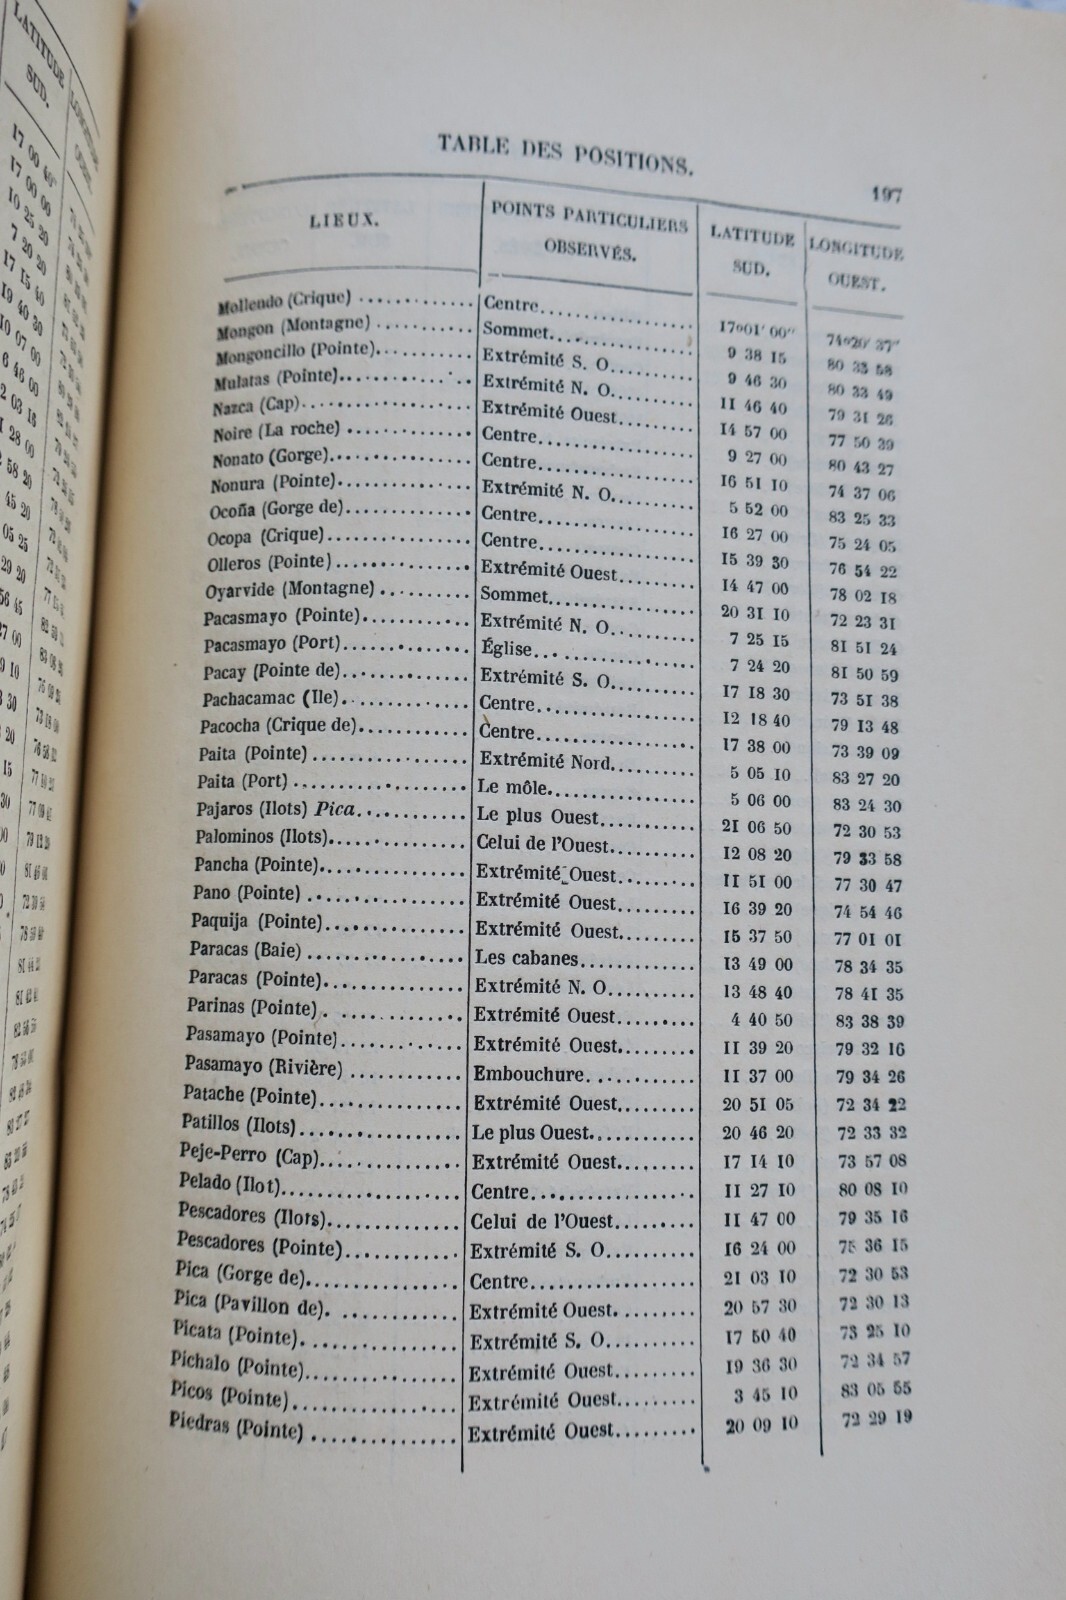 LATITUDE
SUD.
17 00 40"
17 00 00
10 25 20
7 20 20
17 15 40
19 40 30
TABLE DES POSITIONS.
197
LIEUX. POINTS PARTICULIERS OBSERVÉS. LATITUDE SUD. LONGITUDE OUEST.
Mollendo (Crique) ............ Centre.................. 17°01' 00" 74°20' 37"
Mongon (Montagne) .......... Sommet................ 9 38 15 80 33 58
Mongoncillo (Pointe).......... Extrémité S. O......... 9 46 30 80 33 49
Mulatas (Pointe)............. Extrémité N. O......... 11 46 40 79 31 26
Nazca (Cap).................. Extrémité Ouest........ 14 57 00 77 50 39
Noire (La roche) ............. Centre.................. 9 27 00 80 43 27
Nonato (Gorge)............... Centre.................. 16 51 10 74 37 06
Nonura (Pointe).............. Extrémité N. O......... 5 52 00 83 25 33
Ocoña (Gorge de)............. Centre.................. 16 27 00 75 24 05
Ocopa (Crique)............... Centre.................. 15 39 30 76 54 22
Olleros (Pointe) .............. Extrémité Ouest........ 14 47 00 78 02 18
Oyarvide (Montagne) ......... Sommet................ 20 31 10 72 23 31
Pacasmayo (Pointe)........... Extrémité N. O......... 7 25 15 81 51 24
Pacasmayo (Port)............. Église.................. 7 24 20 81 50 59
Pacay (Pointe de)............. Extrémité S. O......... 17 18 30 73 51 38
Pachacamac (Ile)............. Centre.................. 12 18 40 79 13 48
Pacocha (Crique de)........... Centre.................. 17 38 00 73 39 09
Paita (Pointe) ................ Extrémité Nord......... 5 05 10 83 27 20
Paita (Port) .................. Le môle................ 5 06 00 83 24 30
Pajaros (Ilots) Pica............ Le plus Ouest.......... 21 06 50 72 30 53
Palominos (Ilots).............. Celui de l'Ouest........ 12 08 20 79 33 58
Pancha (Pointe)............... Extrémité Ouest........ 11 51 00 77 30 47
Pano (Pointe) ................ Extrémité Ouest........ 16 39 20 74 54 46
Paquija (Pointe).............. Extrémité Ouest........ 15 37 50 77 01 01
Paracas (Baie) ................ Les cabanes............ 13 49 00 78 34 35
Paracas (Pointe).............. Extrémité N. O......... 13 48 40 78 41 35
Parinas (Pointe). ............. Extrémité Ouest........ 4 40 50 83 38 39
Pasamayo (Pointe)............ Extrémité Ouest........ 11 39 20 79 32 16
Pasamayo (Rivière) ........... Embouchure........... 11 37 00 79 34 26
Patache (Pointe).............. Extrémité Ouest........ 20 51 05 72 34 22
Patillos (Ilots)................ Le plus Ouest.......... 20 46 20 72 33 32
Peje-Perro (Cap).............. Extrémité Ouest........ 17 14 10 73 57 08
Pelado (Ilot).................. Centre.................. 11 27 10 80 08 10
Pescadores (Ilots)............. Celui de l'Ouest........ 11 47 00 79 35 16
Pescadores (Pointe)........... Extrémité S. O......... 16 24 00 75 36 15
Pica (Gorge de)............... Centre.................. 21 03 10 72 30 53
Pica (Pavillon de). ........... Extrémité Ouest........ 20 57 30 72 30 13
Picata (Pointe)............... Extrémité S. O......... 17 50 40 73 25 10
Pichalo (Pointe).............. Extrémité Ouest........ 19 36 30 72 34 57
Picos (Pointe)................ Extrémité Ouest........ 3 45 10 83 05 55
Piedras (Pointe) .............. Extrémité Ouest........ 20 09 10 72 29 19